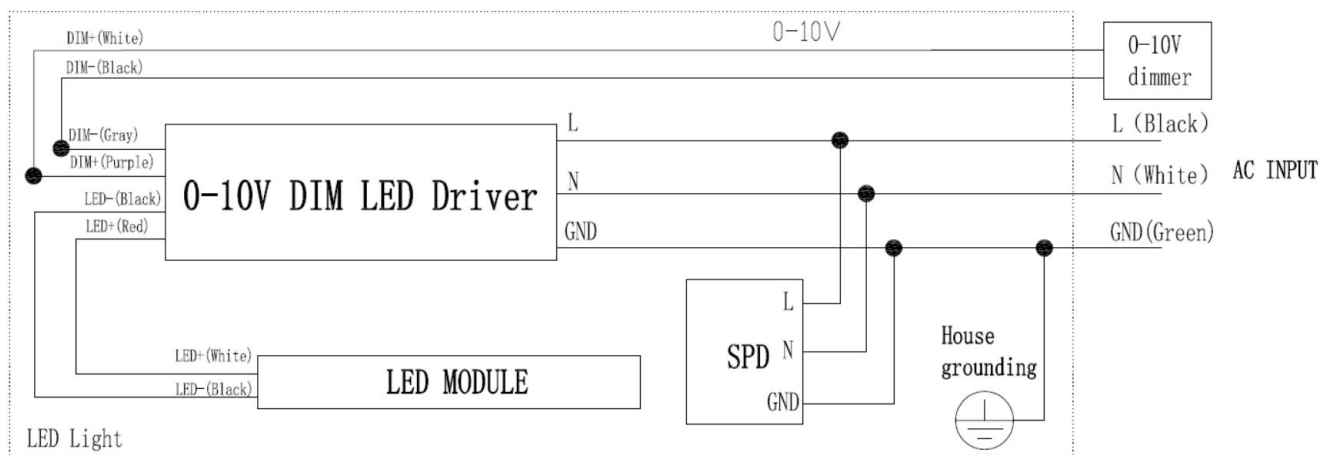 DIM+(White)
0-10V
0-10V
dimmer
DIM-(Black)
L
L (Black)
DIM-(Gray)
DIM+(Purple)
0-10V DIM LED Driver
N
N (White)
AC INPUT
LED-(Black)
LED+(Red)
GND
GND(Green)
L
SPD
N
GND
House
grounding
LED+(White)
LED-(Black)
LED MODULE
LED Light